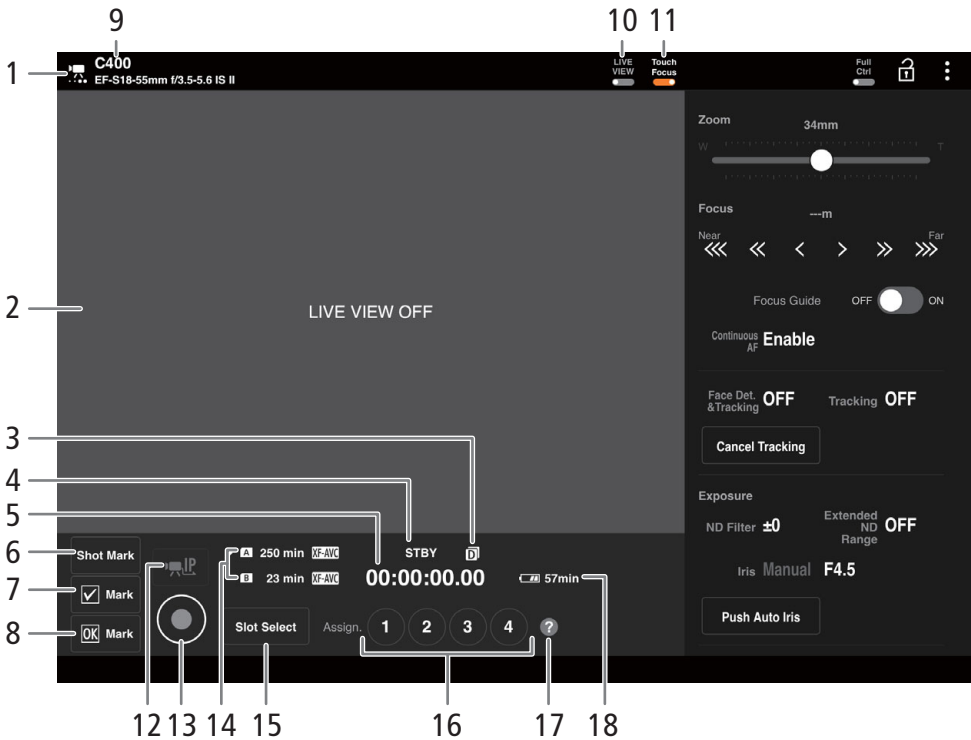 9 10 11
1
C400
EF-S18-55mm f/3.5-5.6 IS II
LIVE VIEW
Touch Focus
Full Ctrl
Zoom 34mm
W T
Focus ---m
Near Far
Focus Guide OFF ON
Continuous AF Enable
Face Det. &Tracking OFF Tracking OFF
Cancel Tracking
Exposure
ND Filter ±0 Extended ND Range OFF
Iris Manual F4.5
Push Auto Iris
2
LIVE VIEW OFF
3
4
5
6
7
8
Shot Mark
Mark
OK Mark
IP
A 250 min XF-AVC STBY D
B 23 min XF-AVC 00:00:00.00 57min
Slot Select Assign. 1 2 3 4 ?
12 13 14 15 16 17 18